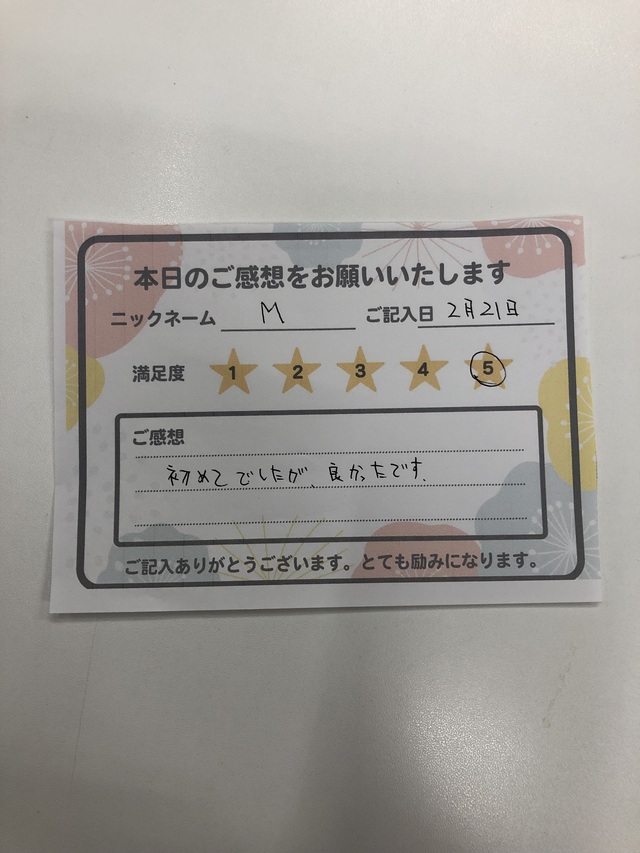 本日のご感想をお願いいたします
ニックネーム M ご記入日 2月21日
満足度 1 2 3 4 5
ご感想
初めてでしたが、良かったです.
ご記入ありがとうございます。とても励みになります。